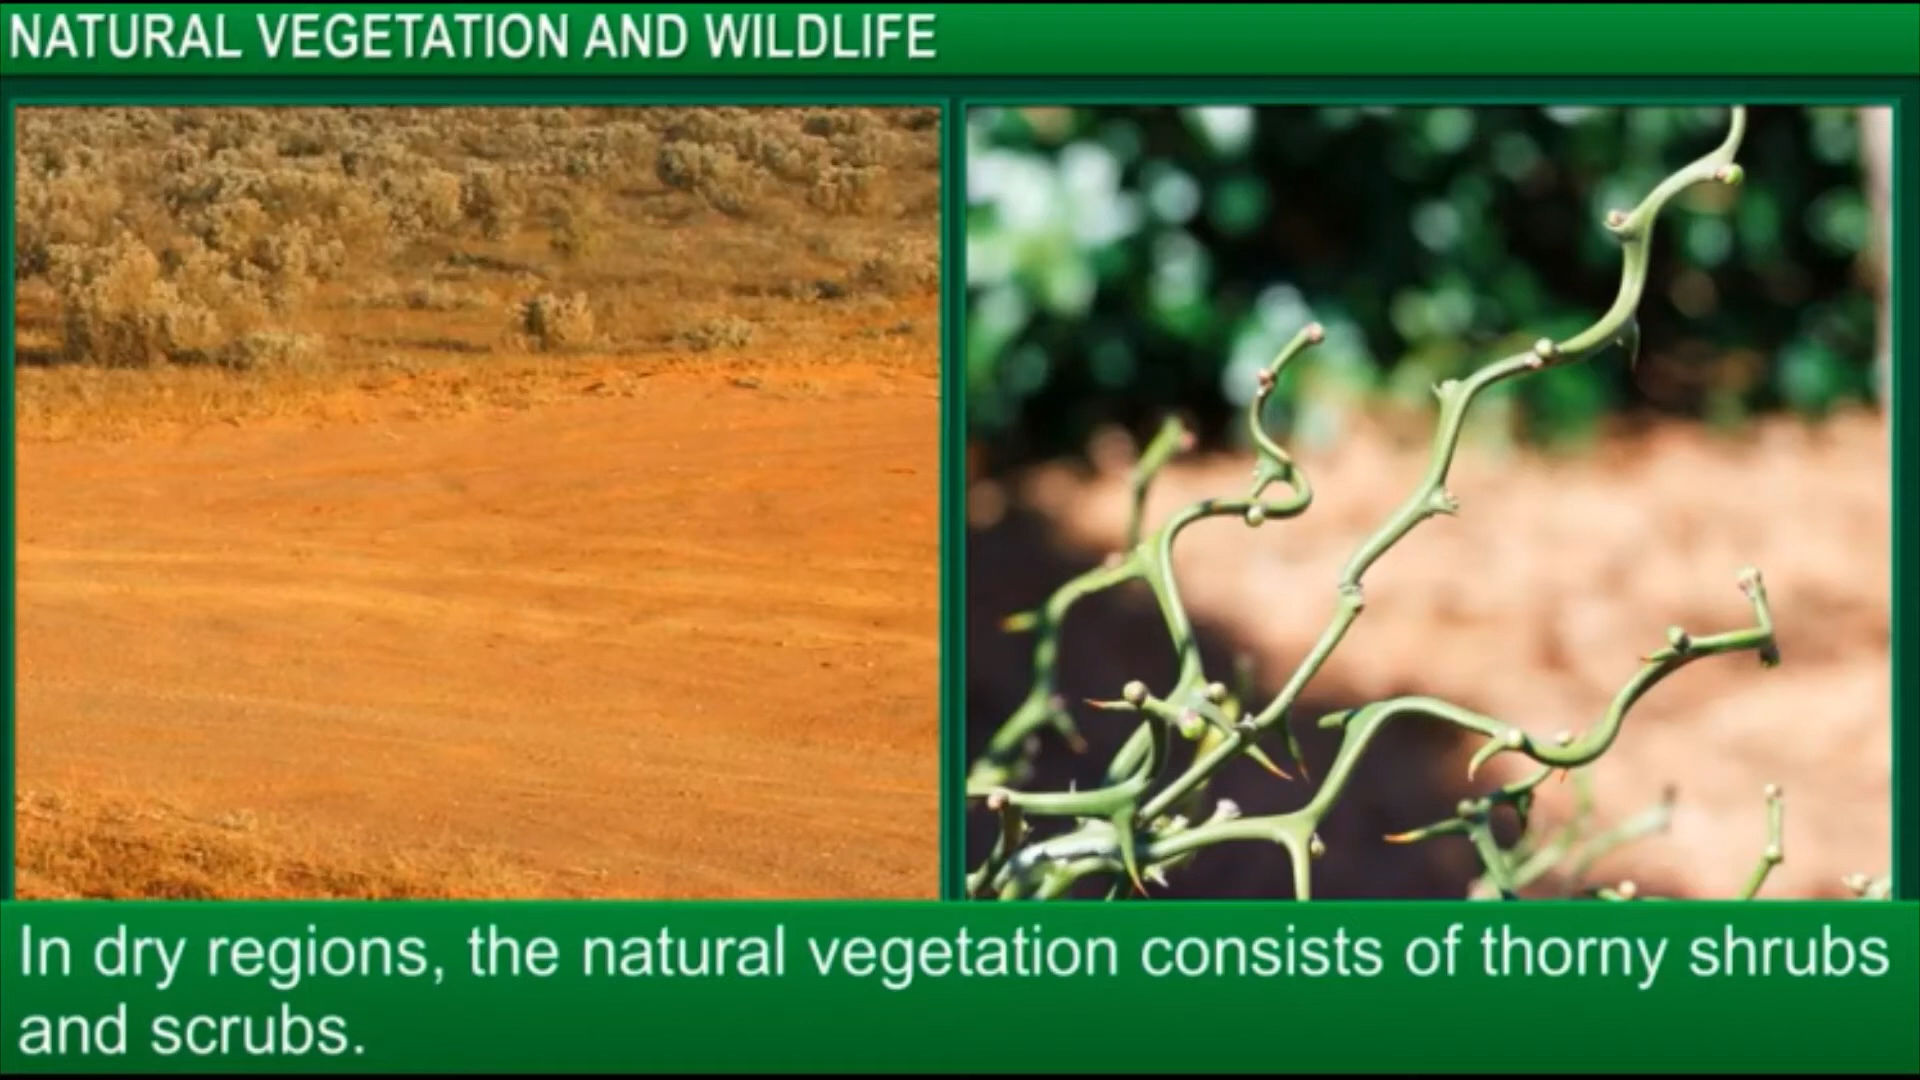 NATURAL VEGETATION AND WILDLIFE
In dry regions, the natural vegetation consists of thorny shrubs
and scrubs.